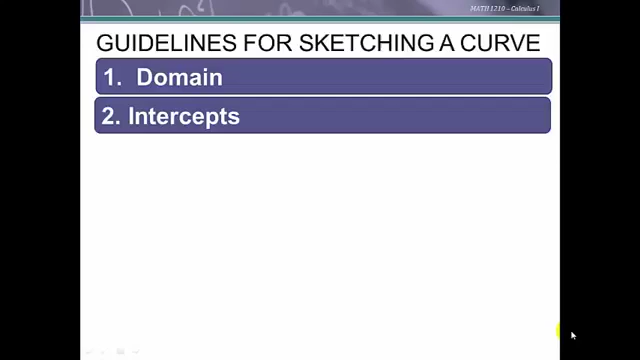 MATH 1210 – Calculus I
GUIDELINES FOR SKETCHING A CURVE
1. Domain
2. Intercepts